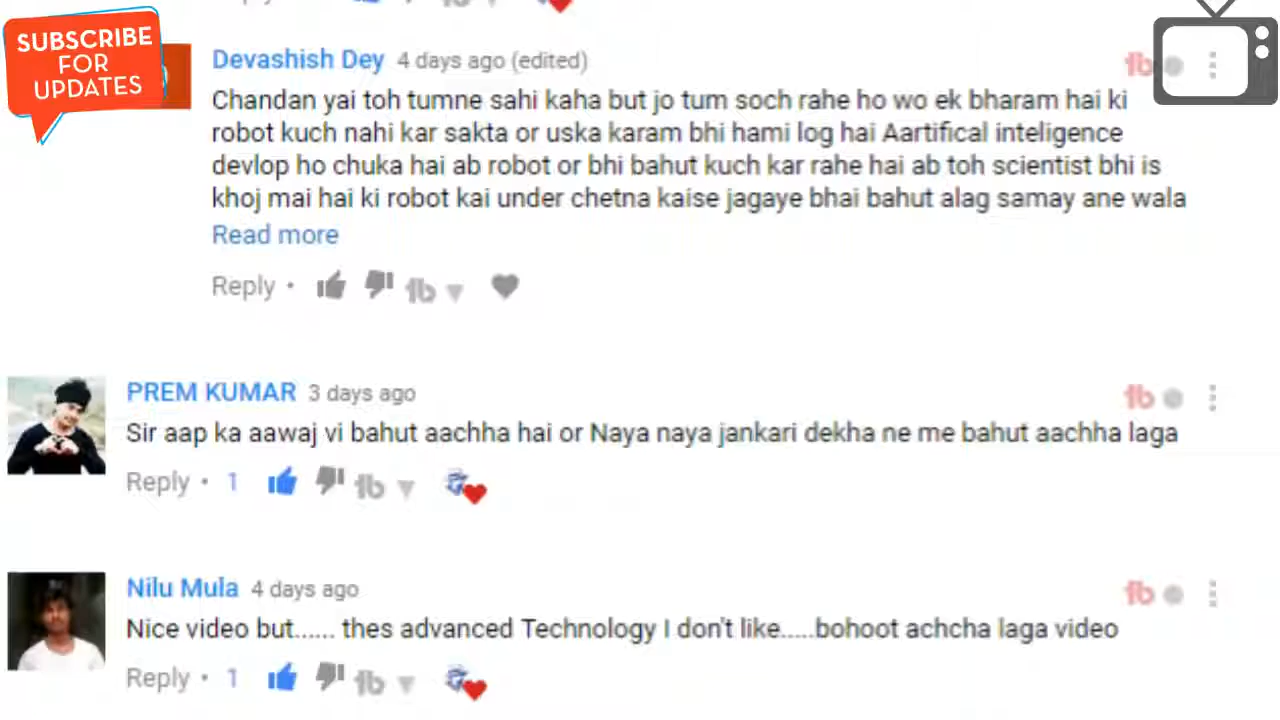 Reply
SUBSCRIBE
FOR
UPDATES
Devashish Dey 4 days ago (edited)
Chandan yai toh tumne sahi kaha but jo tum soch rahe ho wo ek bharam hai ki
robot kuch nahi kar sakta or uska karam bhi hami log hai Aartifical inteligence
devlop ho chuka hai ab robot or bhi bahut kuch kar rahe hai ab toh scientist bhi is
khoj mai hai ki robot kai under chetna kaise jagaye bhai bahut alag samay ane wala
Read more
Reply •
PREM KUMAR 3 days ago
Sir aap ka aawaj vi bahut aachha hai or Naya naya jankari dekha ne me bahut aachha laga
Reply • 1
Nilu Mula 4 days ago
Nice video but...... thes advanced Technology I don't like.....bohoot achcha laga video
Reply • 1